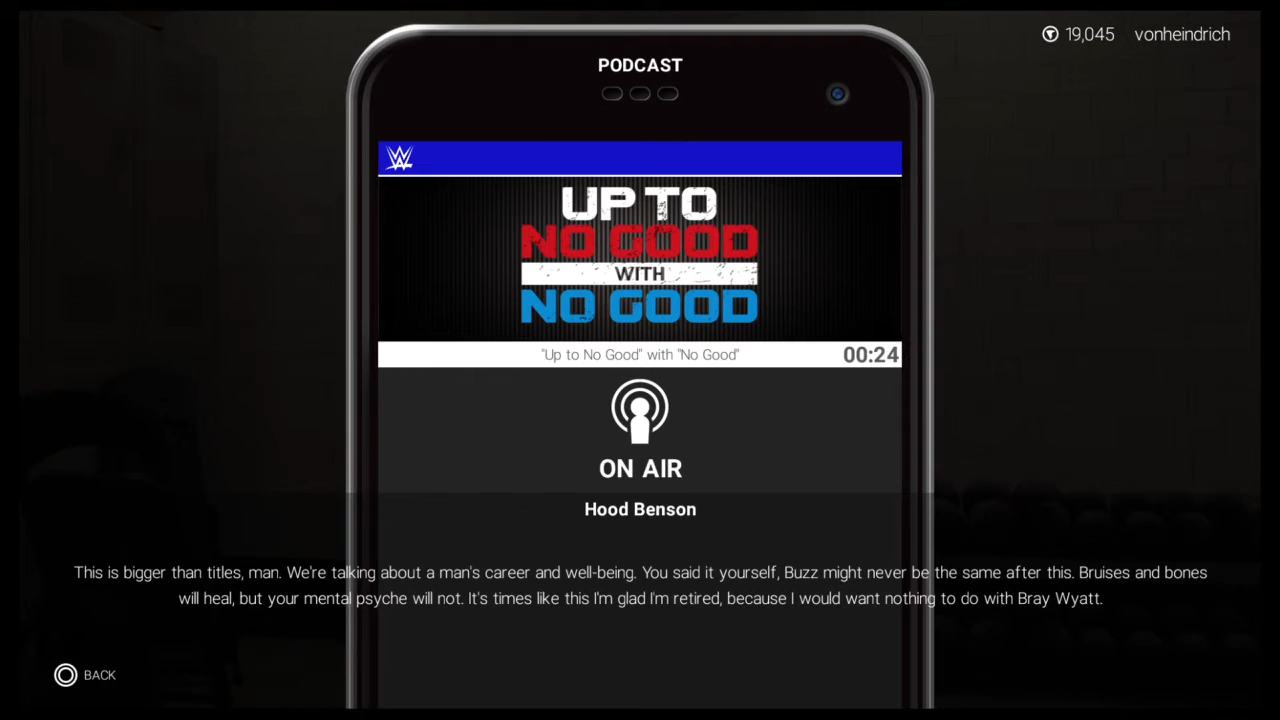 19,045 vonheindrich
PODCAST
W
UP TO
NO GOOD
WITH
NO GOOD
"Up to No Good" with "No Good"
00:24
ON AIR
Hood Benson
This is bigger than titles, man. We're talking about a man's career and well-being. You said it yourself, Buzz might never be the same after this. Bruises and bones
will heal, but your mental psyche will not. It's times like this I'm glad I'm retired, because I would want nothing to do with Bray Wyatt.
BACK